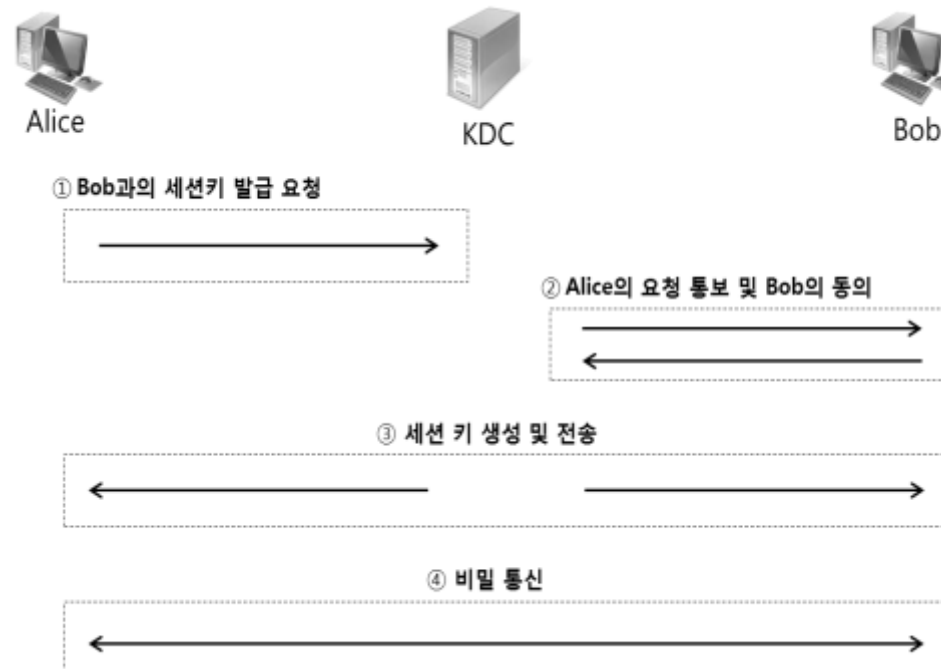 Alice
KDC
Bob
① Bob과의 세션키 발급 요청
② Alice의 요청 통보 및 Bob의 동의
③ 세션 키 생성 및 전송
④ 비밀 통신